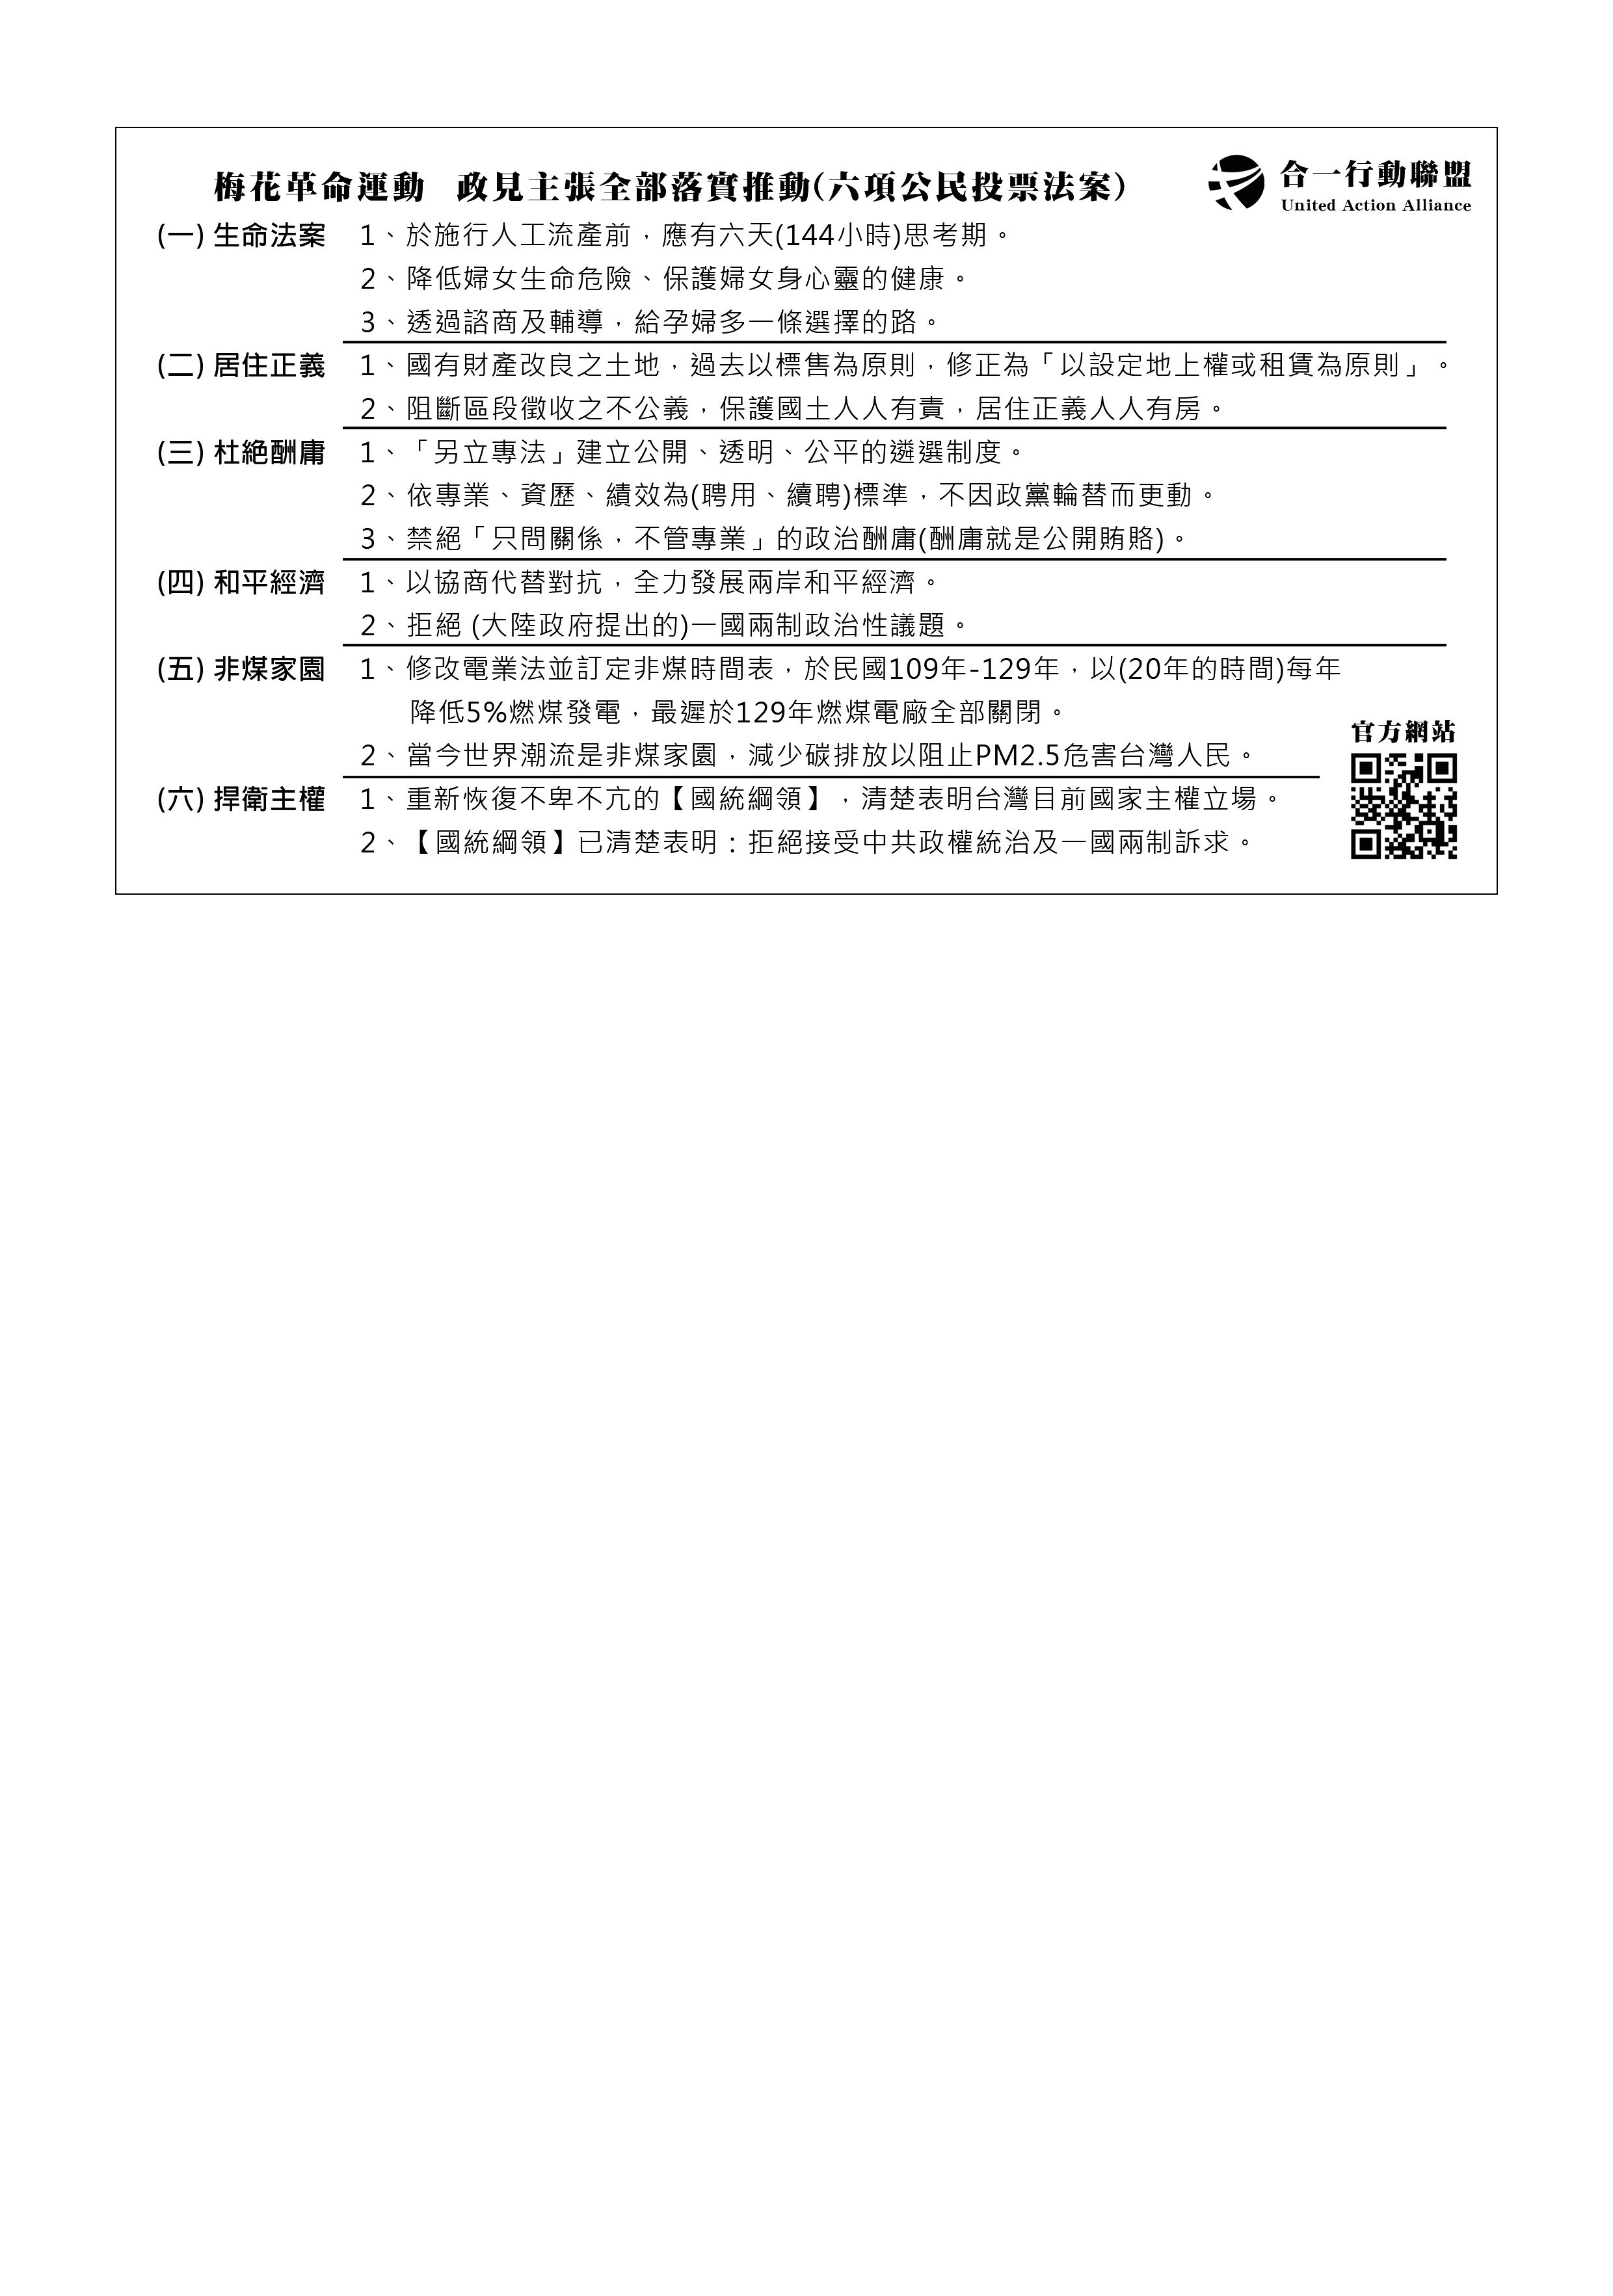 梅花革命運動 政見主張全部落實推動(六項公民投票法案)
合一行動聯盟
United Action Alliance
(一) 生命法案 1、於施行人工流產前，應有六天(144小時)思考期。
2、降低婦女生命危險、保護婦女身心靈的健康。
3、透過諮商及輔導，給孕婦多一條選擇的路。
(二) 居住正義 1、國有財產改良之土地，過去以標售為原則，修正為「以設定地上權或租賃為原則」。
2、阻斷區段徵收之不公義，保護國土人人有責，居住正義人人有房。
(三) 杜絕酬庸 1、「另立專法」建立公開、透明、公平的遴選制度。
2、依專業、資歷、績效為(聘用、續聘)標準，不因政黨輪替而更動。
3、禁絕「只問關係，不管專業」的政治酬庸(酬庸就是公開賄賂)。
(四) 和平經濟 1、以協商代替對抗，全力發展兩岸和平經濟。
2、拒絕 (大陸政府提出的)一國兩制政治性議題。
(五) 非煤家園 1、修改電業法並訂定非煤時間表，於民國109年-129年，以(20年的時間)每年
降低5%燃煤發電，最遲於129年燃煤電廠全部關閉。
2、當今世界潮流是非煤家園，減少碳排放以阻止PM2.5危害台灣人民。
(六) 捍衛主權 1、重新恢復不卑不亢的【國統綱領】，清楚表明台灣目前國家主權立場。
2、【國統綱領】已清楚表明：拒絕接受中共政權統治及一國兩制訴求。
官方網站